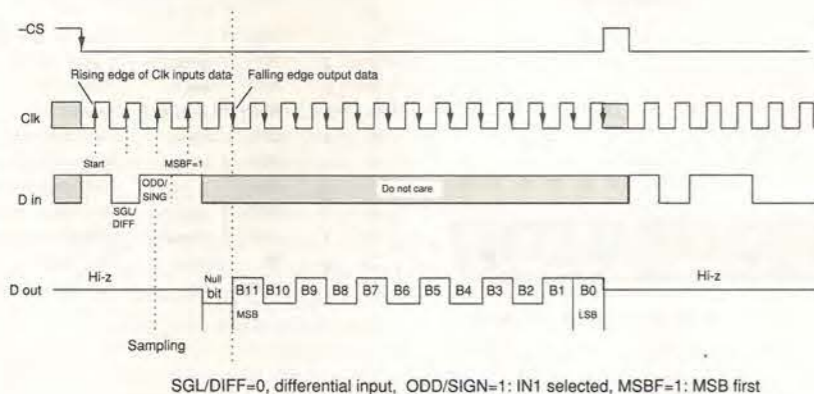 –CS
Rising edge of Clk inputs data
Falling edge output data
Clk
Start
MSBF=1
ODD/
SING
Do not care
D in
SGL/
DIFF
Hi-z
Null
bit
B11 B10 B9 B8 B7 B6 B5 B4 B3 B2 B1 B0
Hi-z
D out
MSB
LSB
Sampling
SGL/DIFF=0, differential input, ODD/SIGN=1: IN1 selected, MSBF=1: MSB first